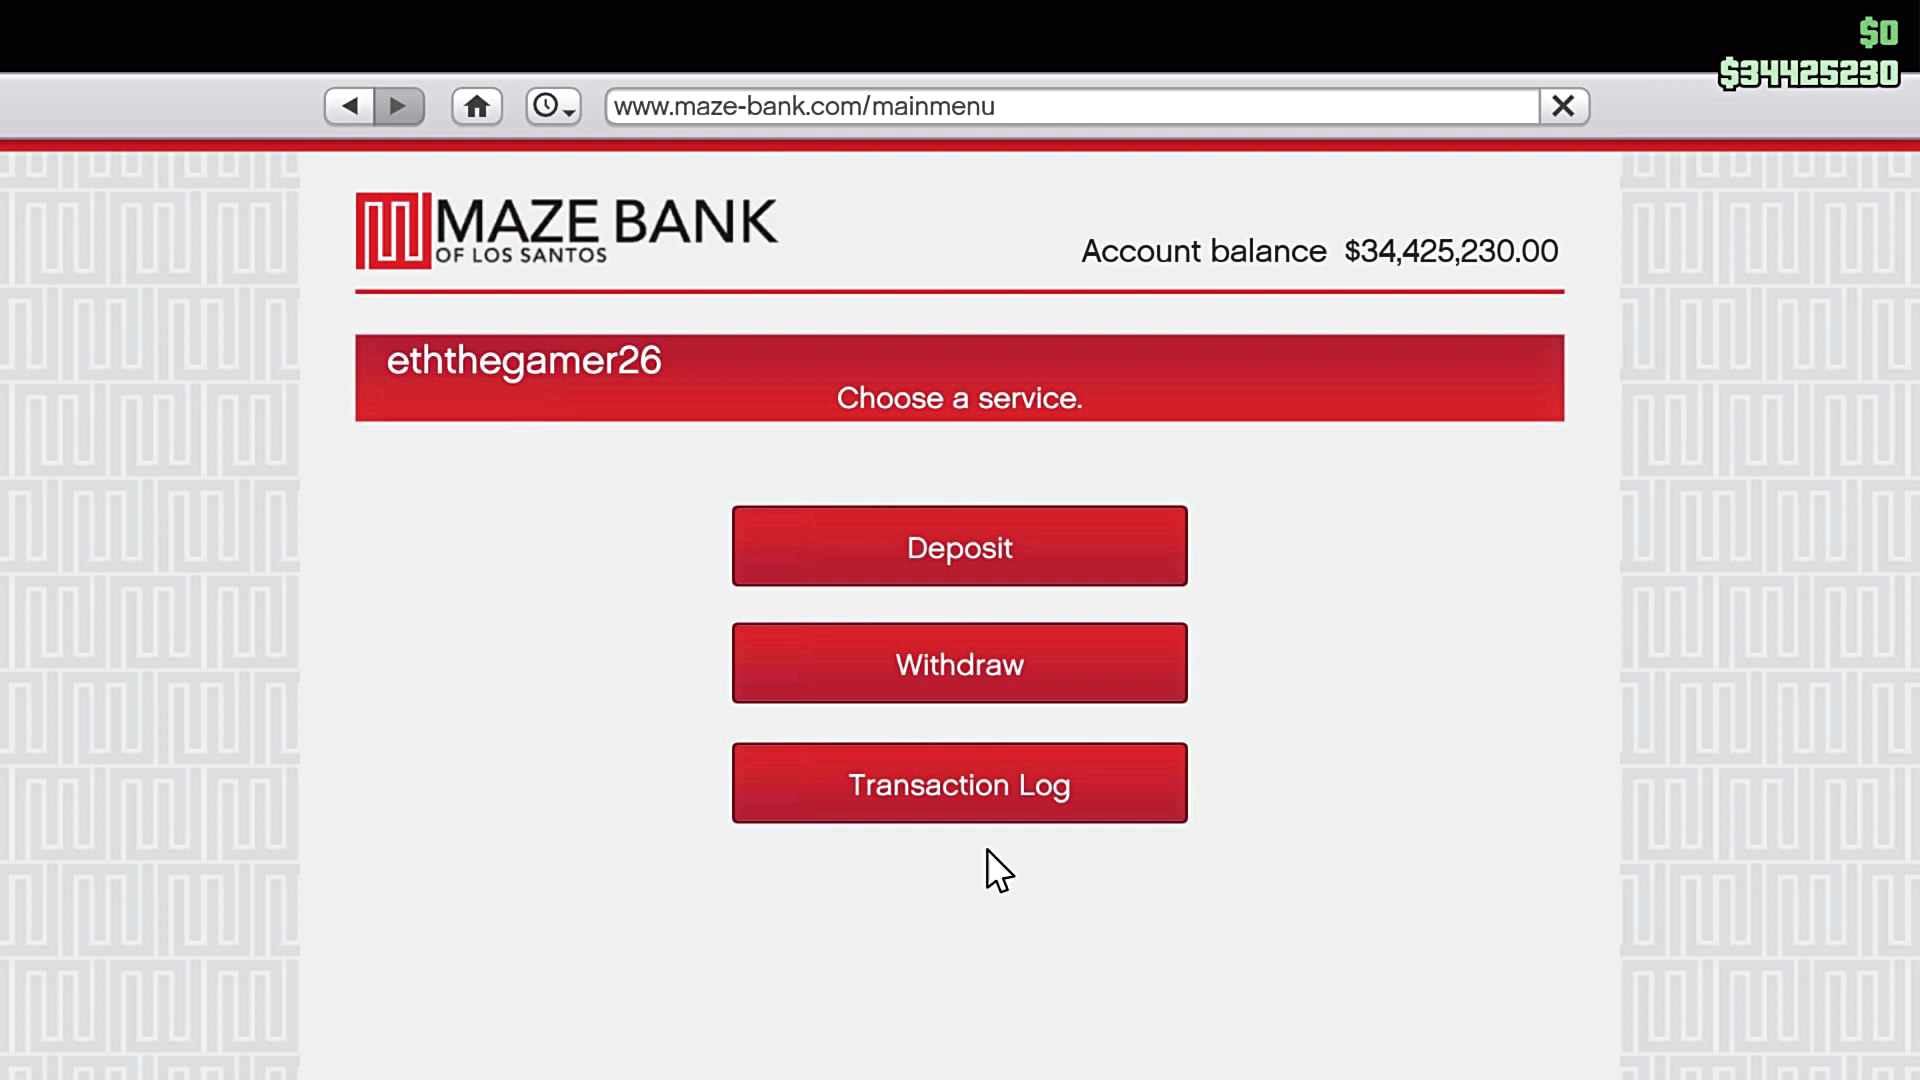 $0
$34425230
www.maze-bank.com/mainmenu
MAZE BANK
OF LOS SANTOS
Account balance $34,425,230.00
eththegamer26
Choose a service.
Deposit
Withdraw
Transaction Log